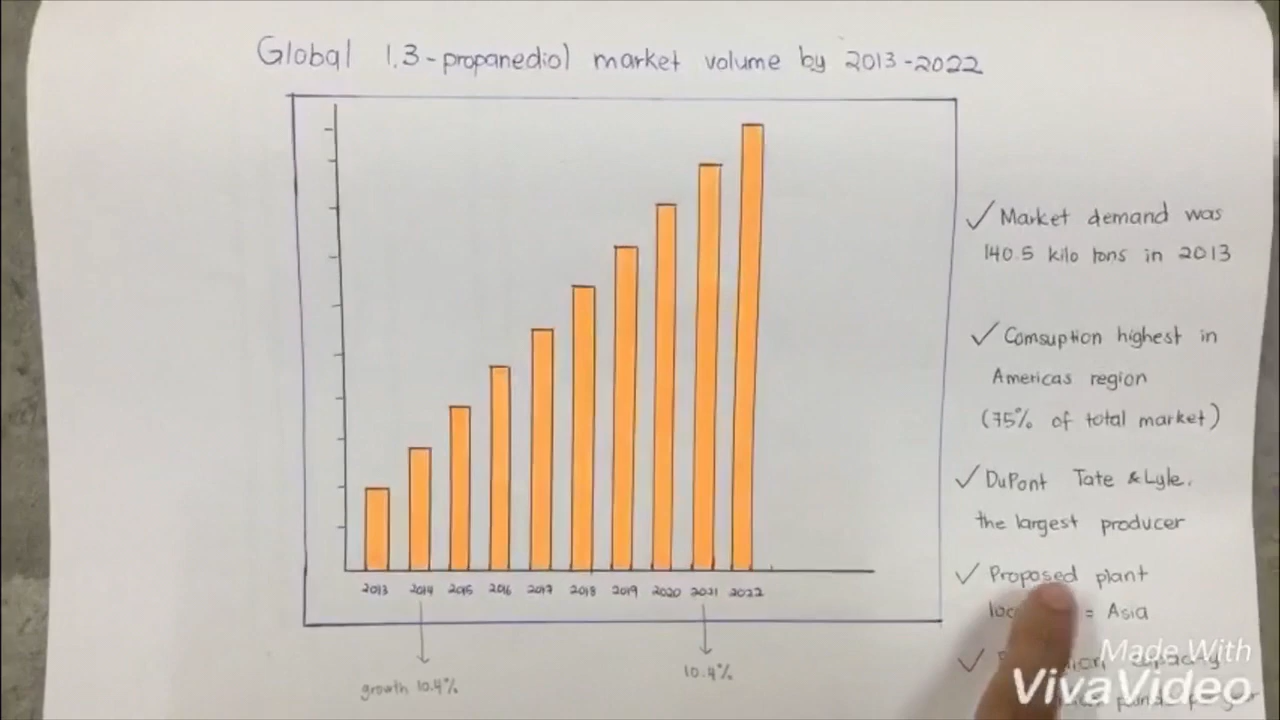 Global 1,3-propanediol market volume by 2013-2022
✓ Market demand was
140.5 kilo tons in 2013
✓ Comsuption highest in
Americas region
(75% of total market)
✓ DuPont Tate & Lyle,
the largest producer
✓ Proposed plant
= Asia
✓ capacity
2013 2014 2015 2016 2017 2018 2019 2020 2021 2022
growth 10.4%
10.4%
Made With
VivaVideo